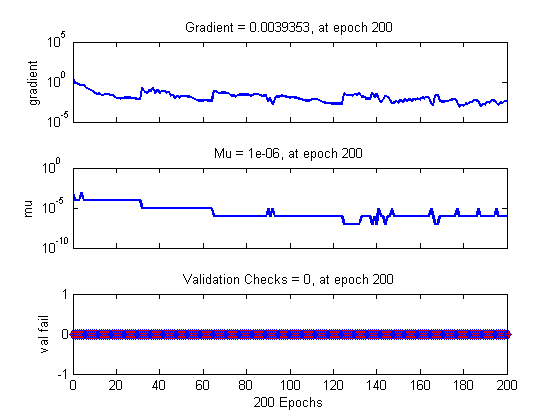 Gradient = 0.0039353, at epoch 200
10^5
10^0
10^-5
gradient
Mu = 1e-06, at epoch 200
10^0
10^-5
10^-10
mu
Validation Checks = 0, at epoch 200
1
0
-1
val fail
0 20 40 60 80 100 120 140 160 180 200
200 Epochs